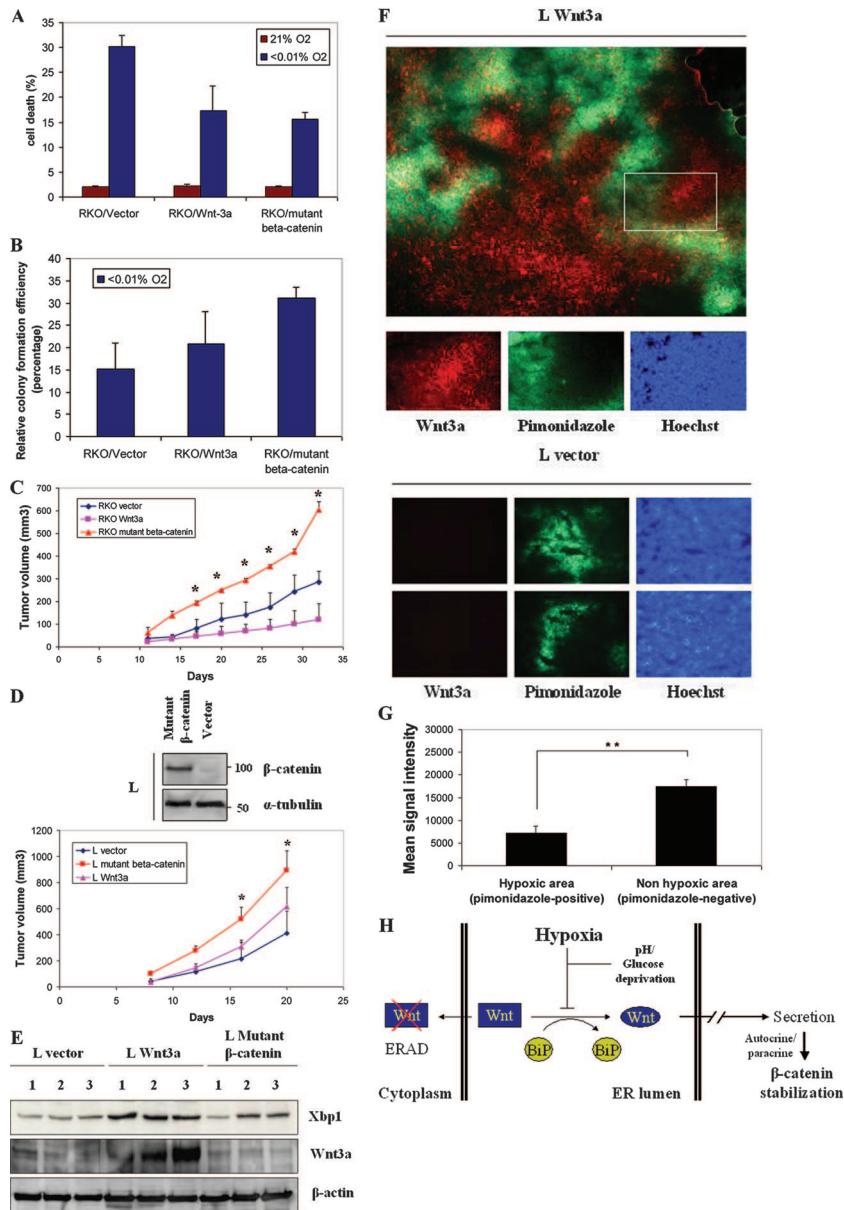 A
35
30
25
20
15
10
5
0
cell death (%)
21% O2
<0.01% O2
RKO/Vector
RKO/Wnt-3a
RKO/mutant
beta-catenin
B
40
35
30
25
20
15
10
5
0
Relative colony formation efficiency
(percentage)
<0.01% O2
RKO/Vector
RKO/Wnt3a
RKO/mutant
beta-catenin
C
700
600
500
400
300
200
100
0
Tumor volume (mm3)
RKO vector
RKO Wnt3a
RKO mutant beta-catenin
* * * * * *
0 5 10 15 20 25 30 35
Days
D
Mutant
β-catenin
Vector
L
100
β-catenin
50
α-tubulin
1200
1000
800
600
400
200
0
Tumor volume (mm3)
L vector
L mutant beta-catenin
L Wnt3a
* *
0 5 10 15 20 25
Days
E
L vector
L Wnt3a
L Mutant
β-catenin
1 2 3 1 2 3 1 2 3
Xbp1
Wnt3a
β-actin
F
L Wnt3a
Wnt3a
Pimonidazole
Hoechst
L vector
Wnt3a
Pimonidazole
Hoechst
G
30000
25000
20000
15000
10000
5000
0
Mean signal intensity
**
Hypoxic area
(pimonidazole-positive)
Non hypoxic area
(pimonidazole-negative)
H
Hypoxia
pH/
Glucose
deprivation
Wnt
Wnt
Wnt
Secretion
ERAD
BiP
BiP
Autocrine/
paracrine
Cytoplasm
ER lumen
β-catenin
stabilization